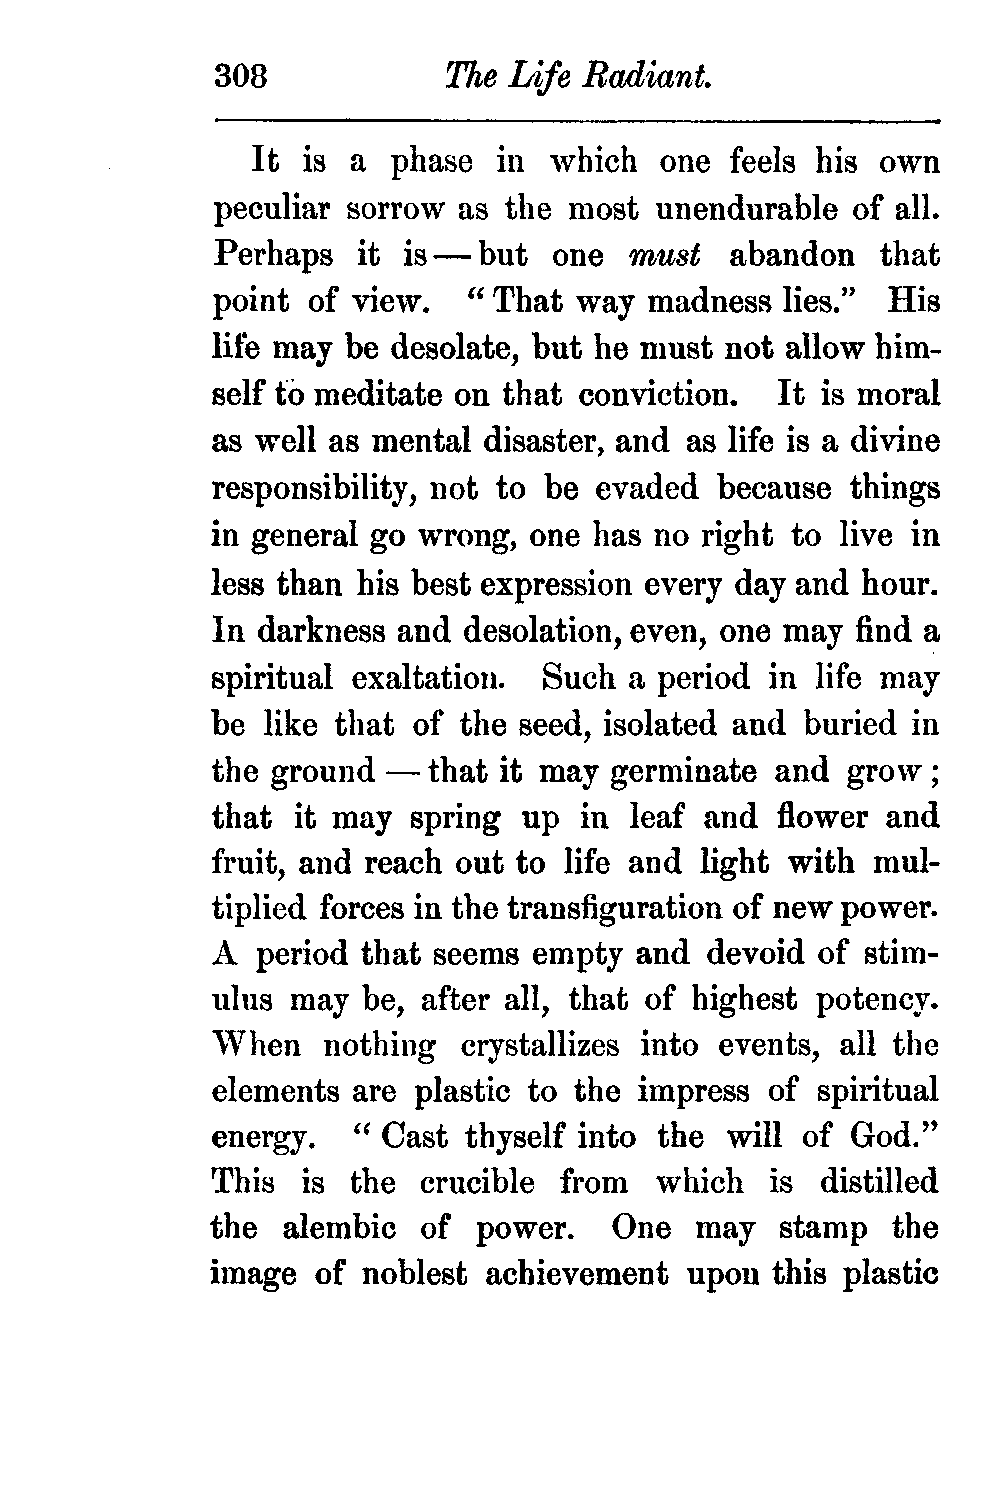 308 The Life Radiant.
It is a phase in which one feels his own
peculiar sorrow as the most unendurable of all.
Perhaps it is — but one must abandon that
point of view. “ That way madness lies.” His
life may be desolate, but he must not allow him-
self to meditate on that conviction. It is moral
as well as mental disaster, and as life is a divine
responsibility, not to be evaded because things
in general go wrong, one has no right to live in
less than his best expression every day and hour.
In darkness and desolation, even, one may find a
spiritual exaltation. Such a period in life may
be like that of the seed, isolated and buried in
the ground — that it may germinate and grow ;
that it may spring up in leaf and flower and
fruit, and reach out to life and light with mul-
tiplied forces in the transfiguration of new power.
A period that seems empty and devoid of stim-
ulus may be, after all, that of highest potency.
When nothing crystallizes into events, all the
elements are plastic to the impress of spiritual
energy. “ Cast thyself into the will of God.”
This is the crucible from which is distilled
the alembic of power. One may stamp the
image of noblest achievement upon this plastic